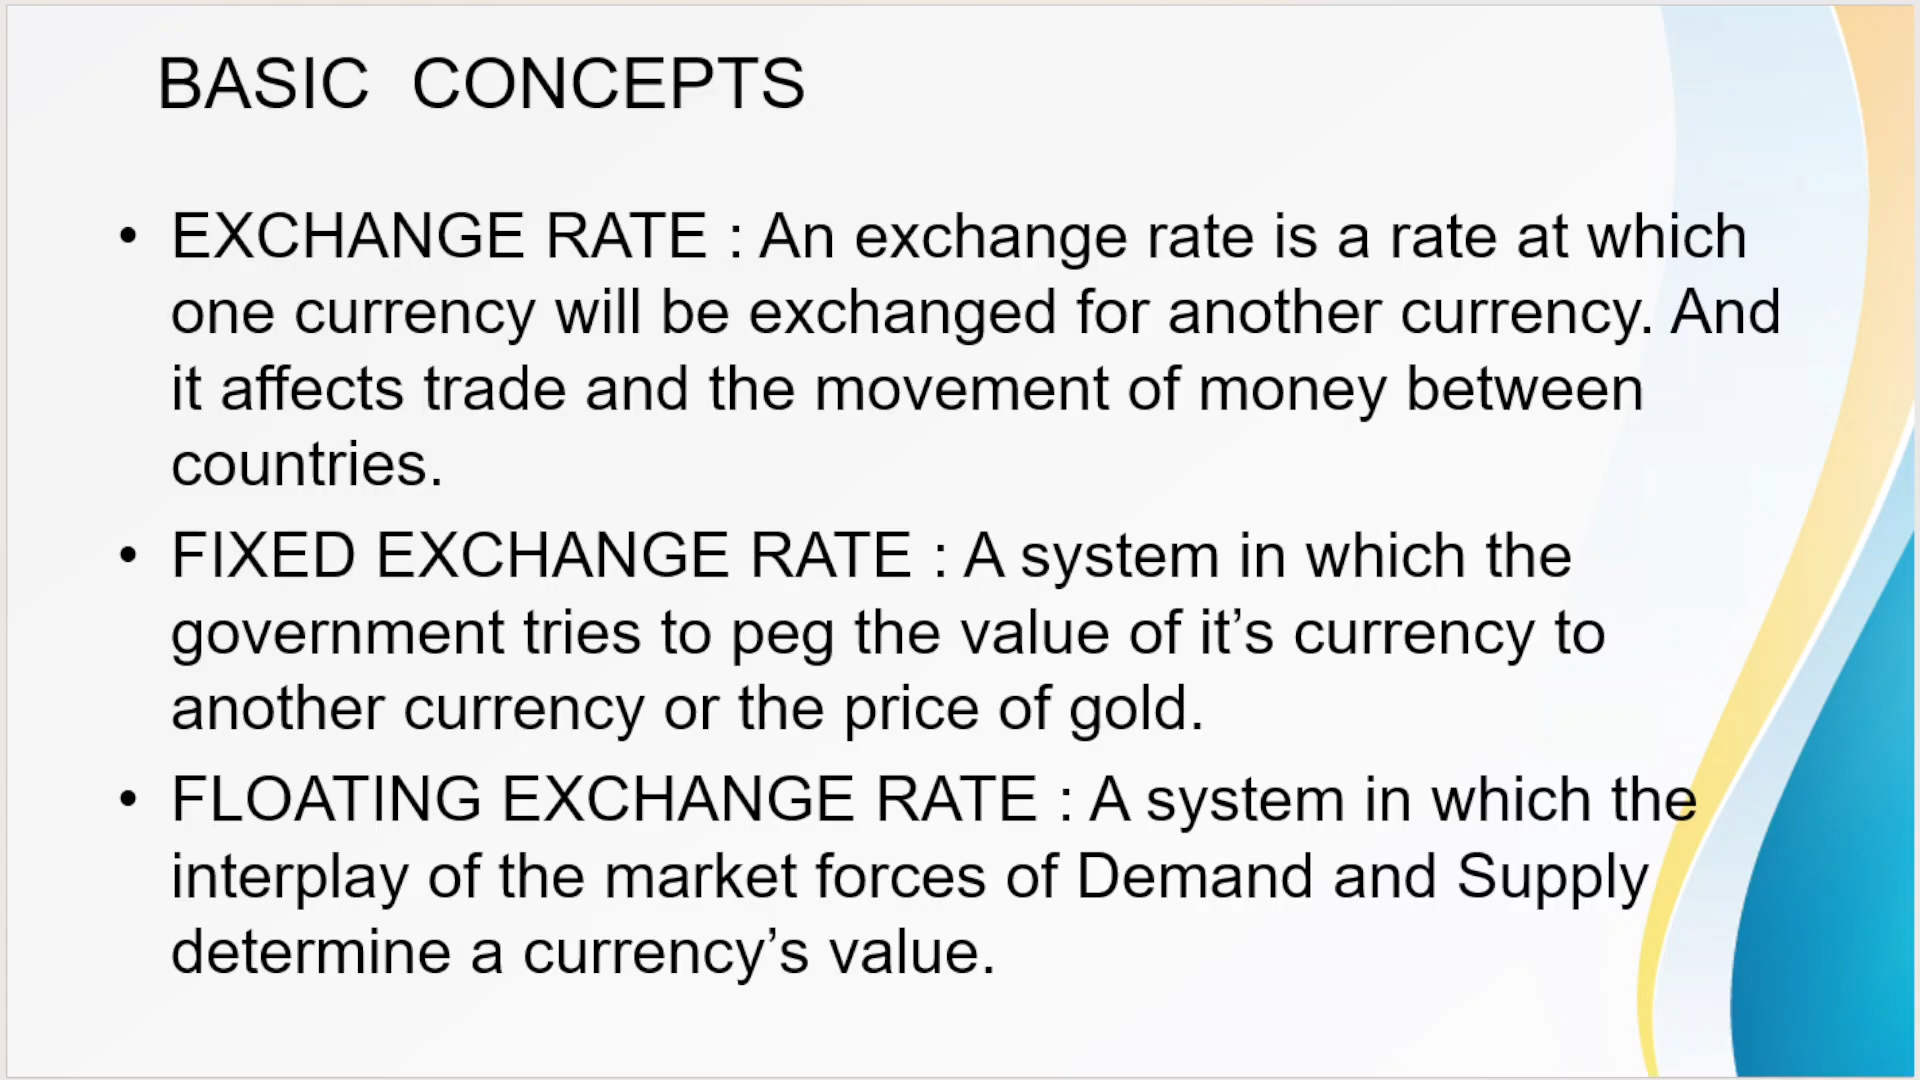 BASIC CONCEPTS
• EXCHANGE RATE : An exchange rate is a rate at which
one currency will be exchanged for another currency. And
it affects trade and the movement of money between
countries.
• FIXED EXCHANGE RATE : A system in which the
government tries to peg the value of it’s currency to
another currency or the price of gold.
• FLOATING EXCHANGE RATE : A system in which the
interplay of the market forces of Demand and Supply
determine a currency’s value.